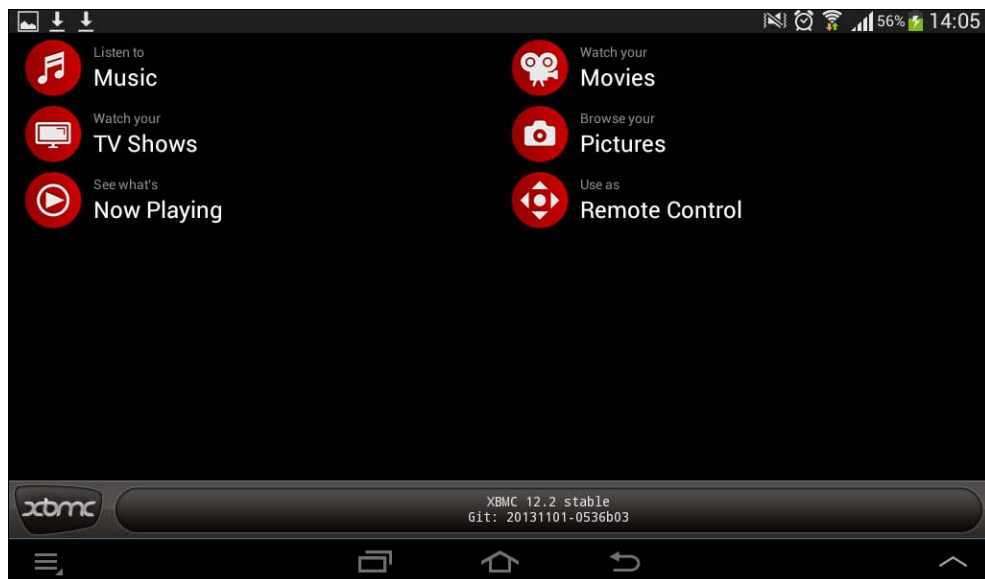 56% 14:05
Listen to
Music
Watch your
Movies
Watch your
TV Shows
Browse your
Pictures
See what's
Now Playing
Use as
Remote Control
xbmc
XBMC 12.2 stable
Git: 20131101-0536b03